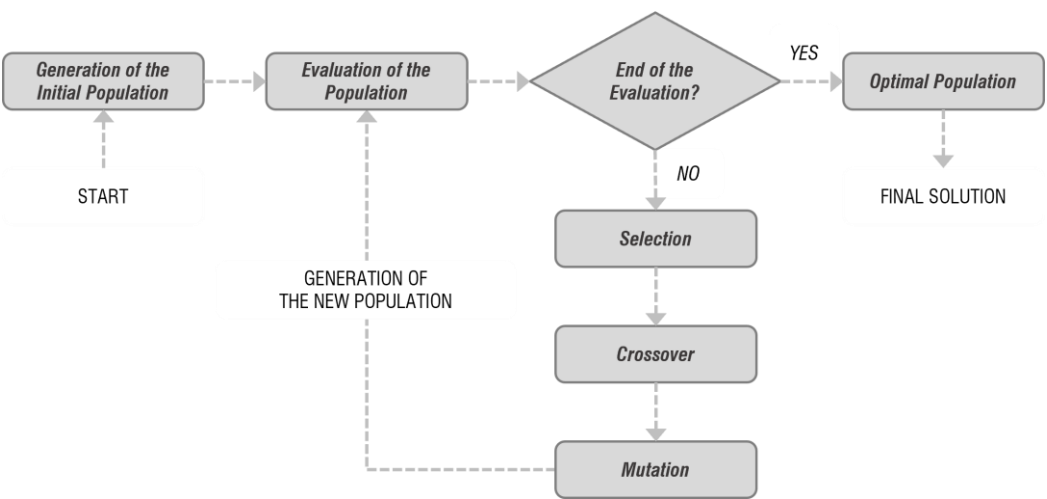 Generation of the
Initial Population
Evaluation of the
Population
End of the
Evaluation?
YES
Optimal Population
START
NO
FINAL SOLUTION
Selection
GENERATION OF
THE NEW POPULATION
Crossover
Mutation